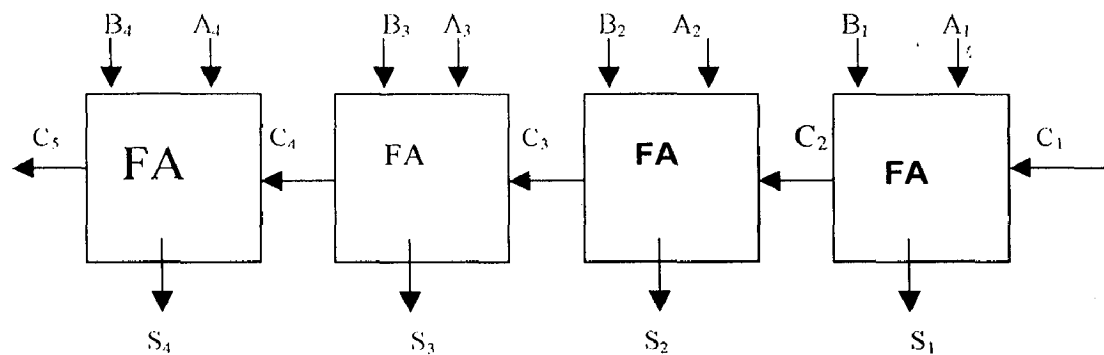 B₄ A₄ B₃ A₃ B₂ A₂ B₁ A₁
C₅ C₄ C₃ C₂ C₁
FA FA FA FA
S₄ S₃ S₂ S₁